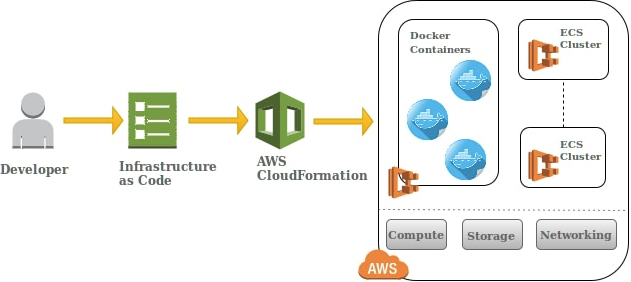 Developer
Infrastructure
as Code
AWS
CloudFormation
Docker
Containers
ECS
Cluster
ECS
Cluster
Compute
Storage
Networking
AWS